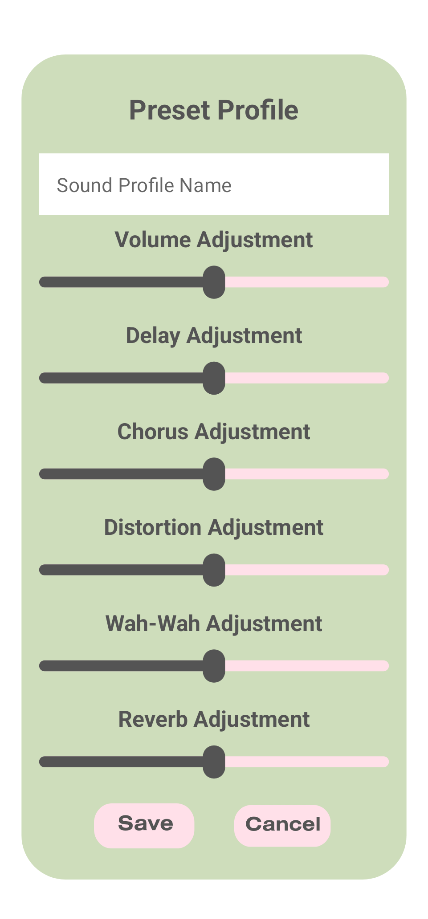 Preset Profile
Sound Profile Name
Volume Adjustment
Delay Adjustment
Chorus Adjustment
Distortion Adjustment
Wah-Wah Adjustment
Reverb Adjustment
Save Cancel